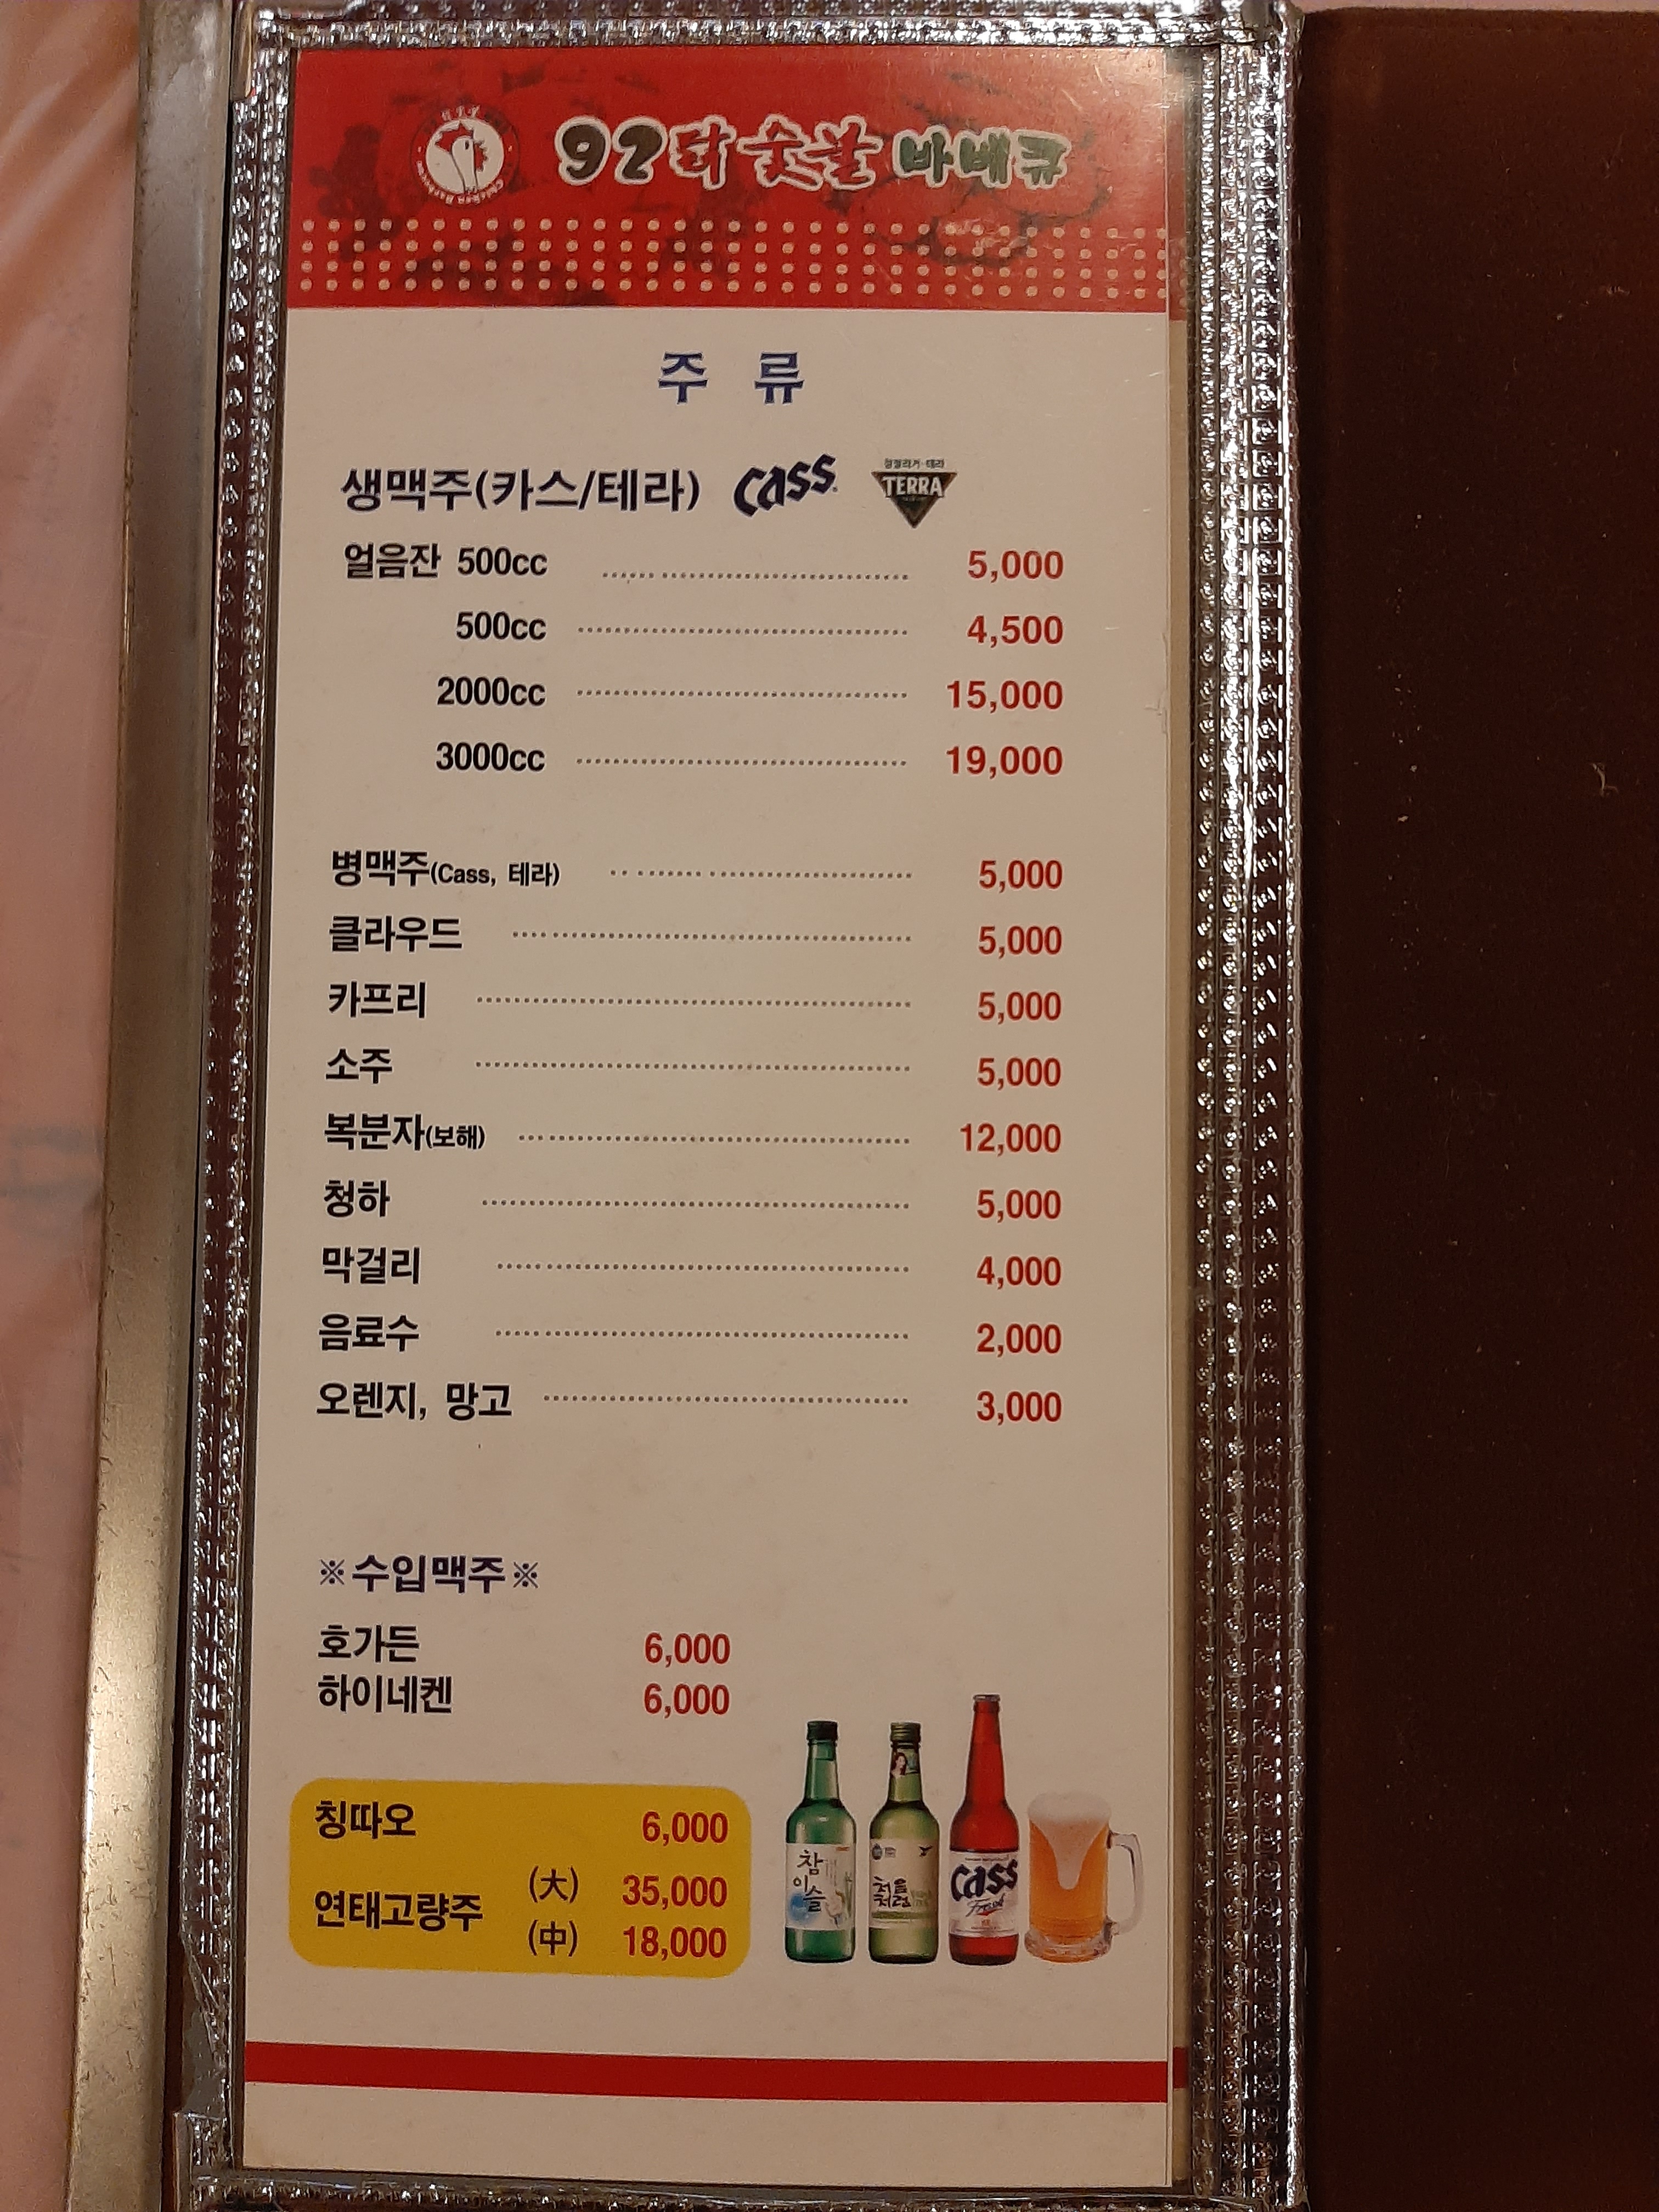 92닭숯불 바베큐
주 류
생맥주(카스/테라) cass TERRA
얼음잔 500cc 5,000
500cc 4,500
2000cc 15,000
3000cc 19,000
병맥주(Cass, 테라) 5,000
클라우드 5,000
카프리 5,000
소주 5,000
복분자(보해) 12,000
청하 5,000
막걸리 4,000
음료수 2,000
오렌지, 망고 3,000
※수입맥주※
호가든 6,000
하이네켄 6,000
칭따오 6,000
연태고량주 (大) 35,000
(中) 18,000
참이슬
처음처럼
Cass
Fresh